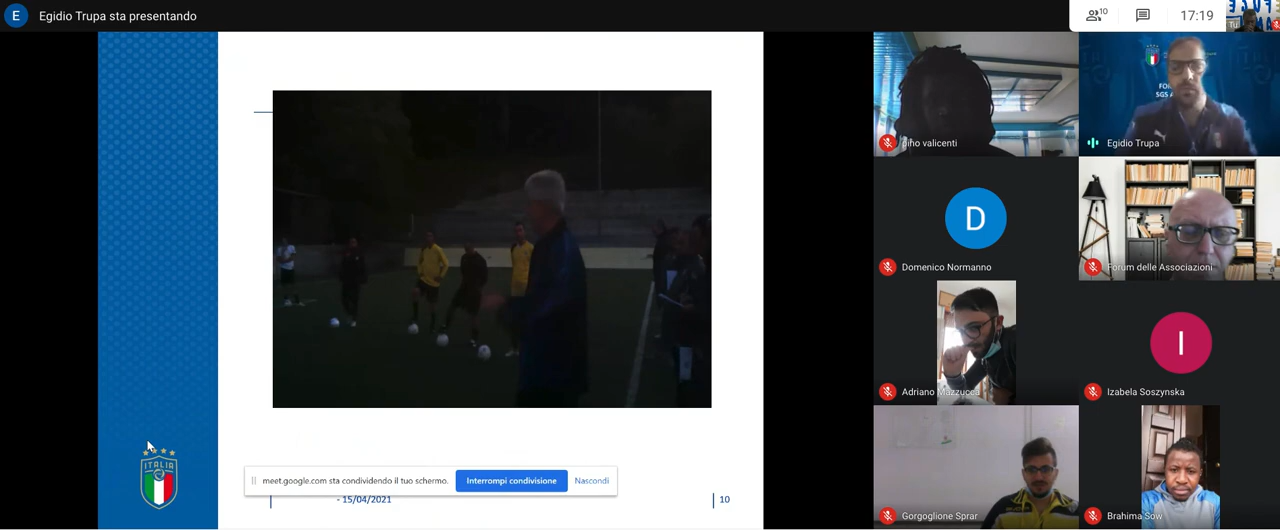 E
Egidio Trupa sta presentando
10
17:19
Tu
pino valicenti
Egidio Trupa
D
Domenico Normanno
Forum delle Associazioni
Adriano Mazzucca
I
Izabela Soszynska
Gorgoglione Sprar
Brahima Sow
ITALIA
meet.google.com sta condividendo il tuo schermo.
Interrompi condivisione
Nascondi
- 15/04/2021
10